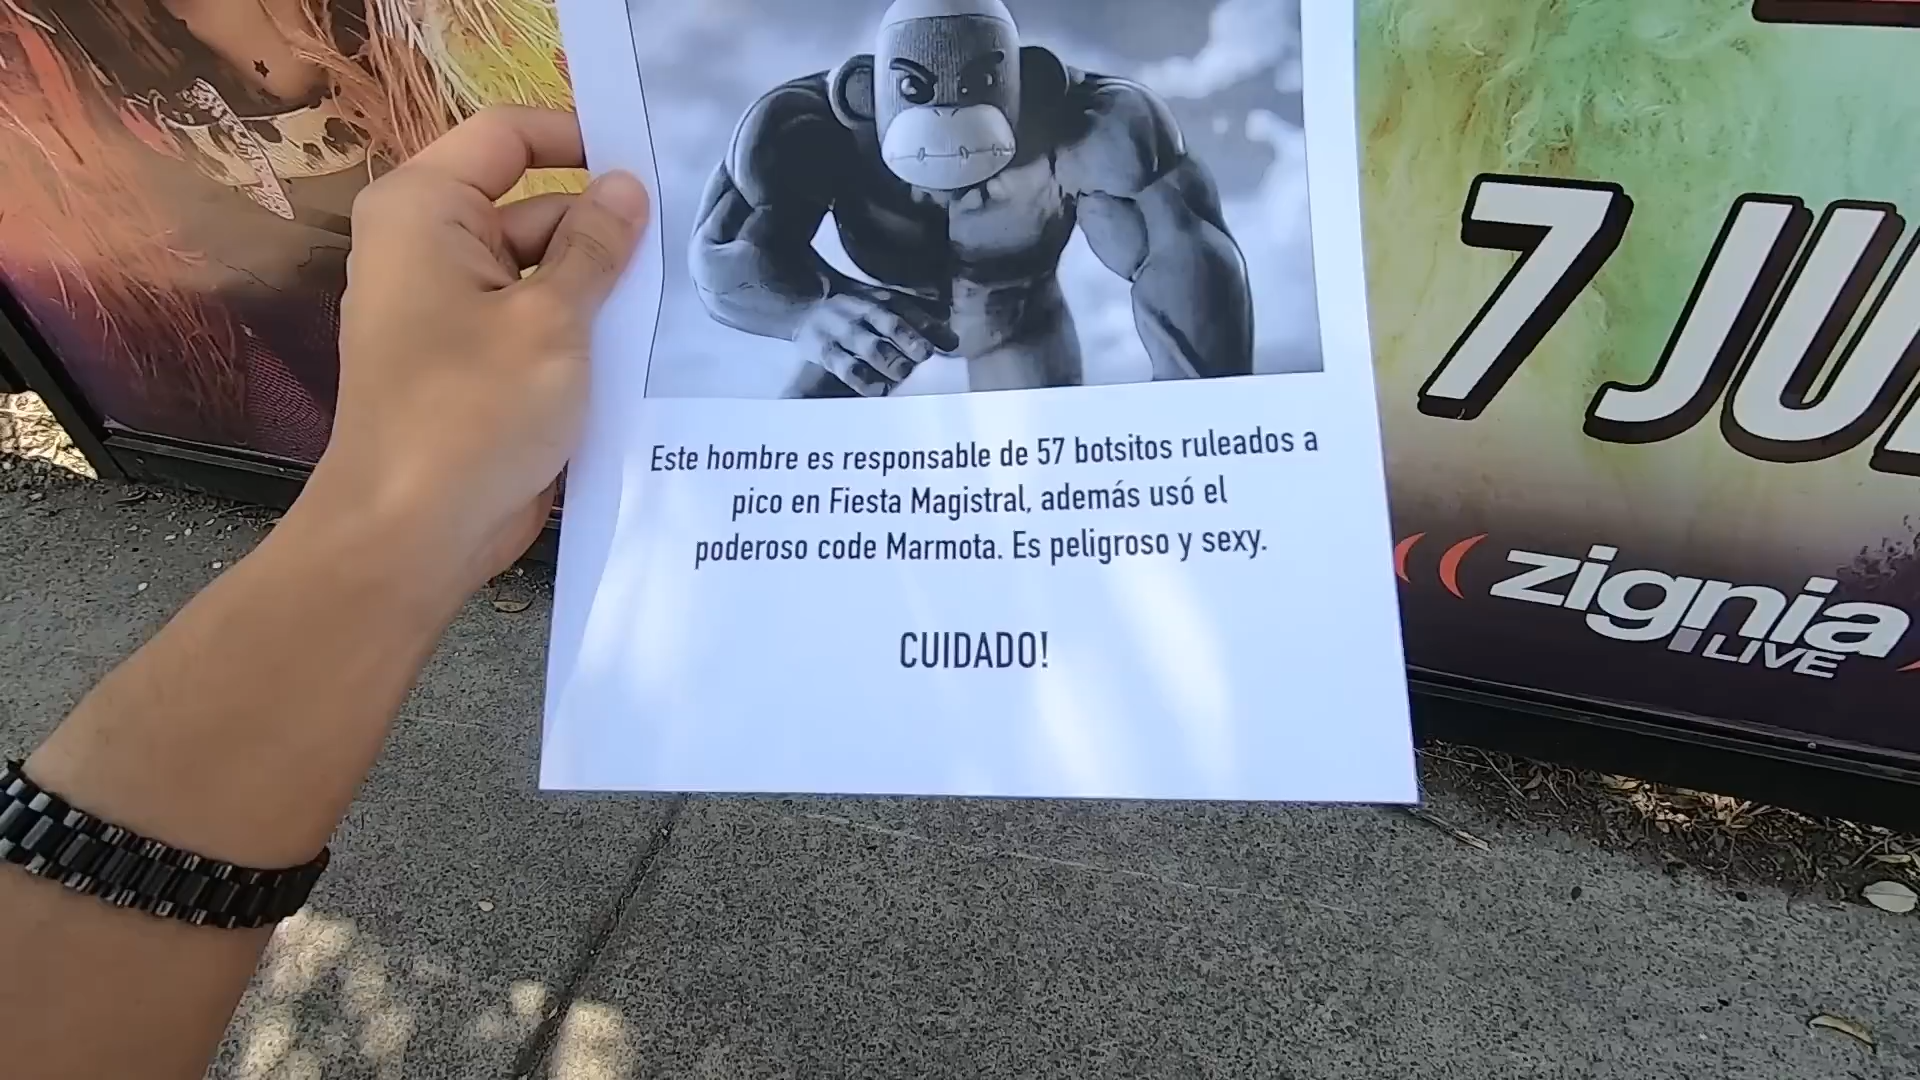 Este hombre es responsable de 57 botsitos ruleados a
pico en Fiesta Magistral, además usó el
poderoso code Marmota. Es peligroso y sexy.
CUIDADO!
7 JU
zignia
LIVE